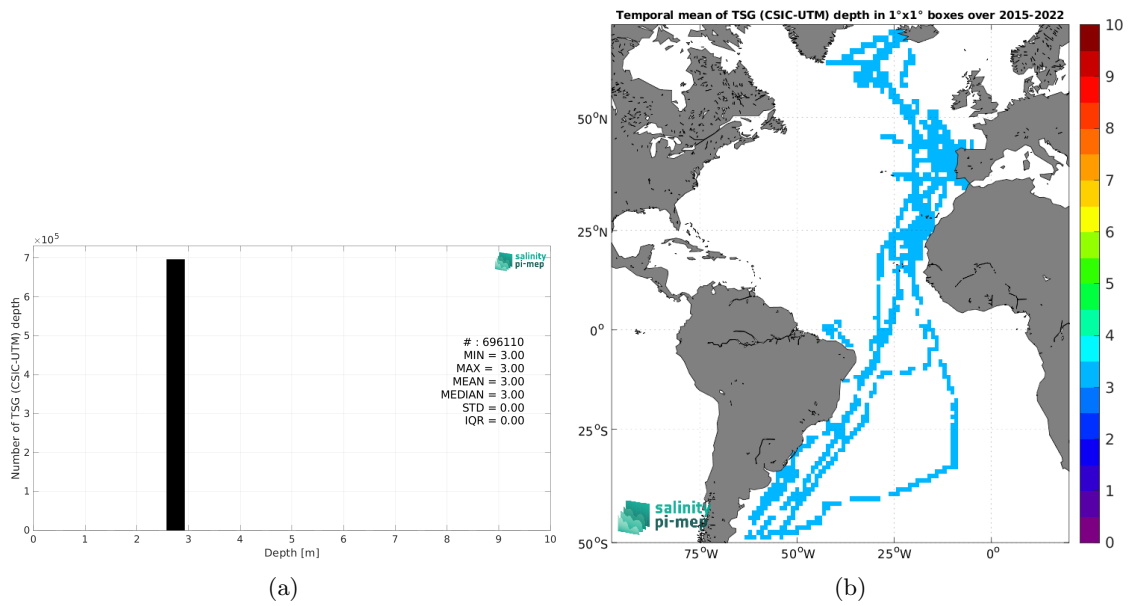 ×10⁵
7
6
5
4
3
2
1
0
Number of TSG (CSIC-UTM) depth
salinity
pi-mep
# : 696110
MIN = 3.00
MAX = 3.00
MEAN = 3.00
MEDIAN = 3.00
STD = 0.00
IQR = 0.00
0 1 2 3 4 5 6 7 8 9 10
Depth [m]
(a)
Temporal mean of TSG (CSIC-UTM) depth in 1°x1° boxes over 2015-2022
50°N
25°N
0°
25°S
50°S
salinity
pi-mep
75°W 50°W 25°W 0°
10
9
8
7
6
5
4
3
2
1
0
(b)